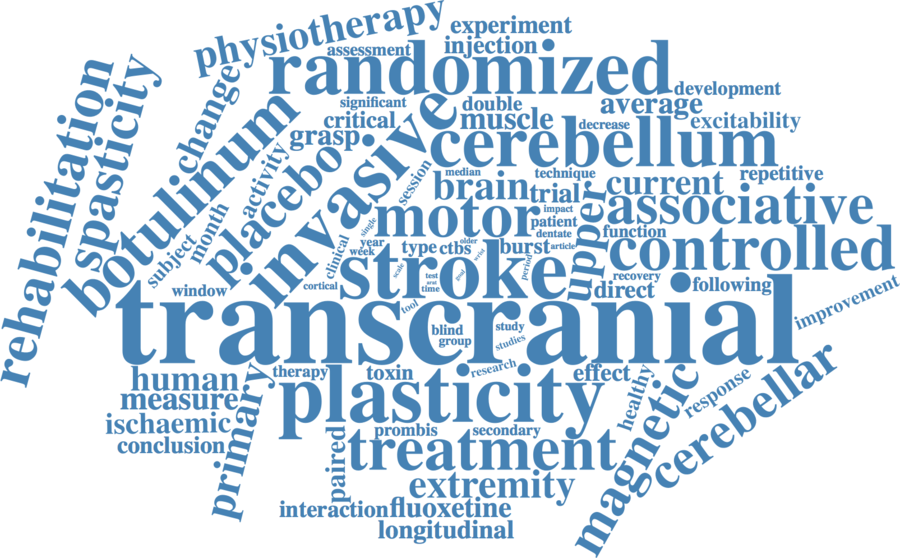 physiotherapy
experiment
assessment
injection
randomized
development
rehabilitation
spasticity
change
significant
double
average
critical
muscle
decrease
excitability
botulinum
grasp
invasive
cerebellum
activity
placebo
session
median
technique
repetitive
brain
trial
current
motor
impact
associative
subject
month
single
patient
upper
dentate
function
clinical
year
week
type
ctbs
older
burst
article
controlled
wrist
stroke
scale
test
arat
time
goal
period
recovery
window
cortical
direct
following
tool
transcranial
improvement
blind
group
study
studies
human
measure
primary
therapy
toxin
research
effect
plasticity
healthy
magnetic
response
cerebellar
ischaemic
conclusion
paired
prombis
secondary
treatment
extremity
interaction
fluoxetine
longitudinal